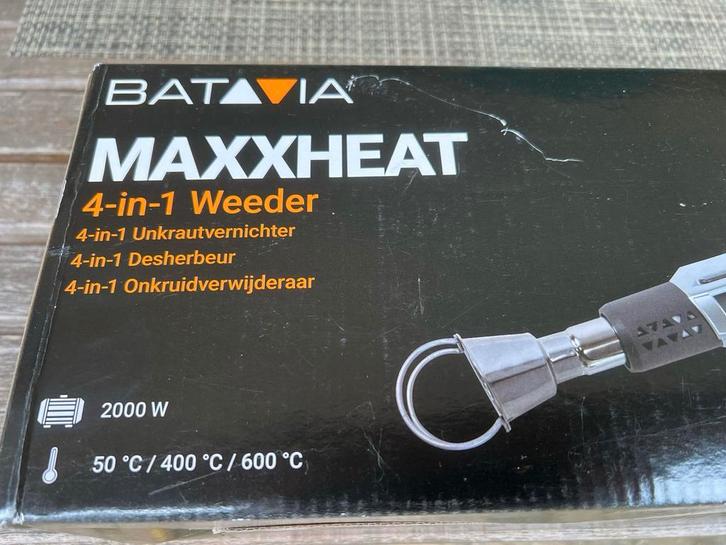 BATAVIA
MAXXHEAT
4-in-1 Weeder
4-in-1 Unkrautvernichter
4-in-1 Desherbeur
4-in-1 Onkruidverwijderaar
2000 W
50 °C / 400 °C / 600 °C